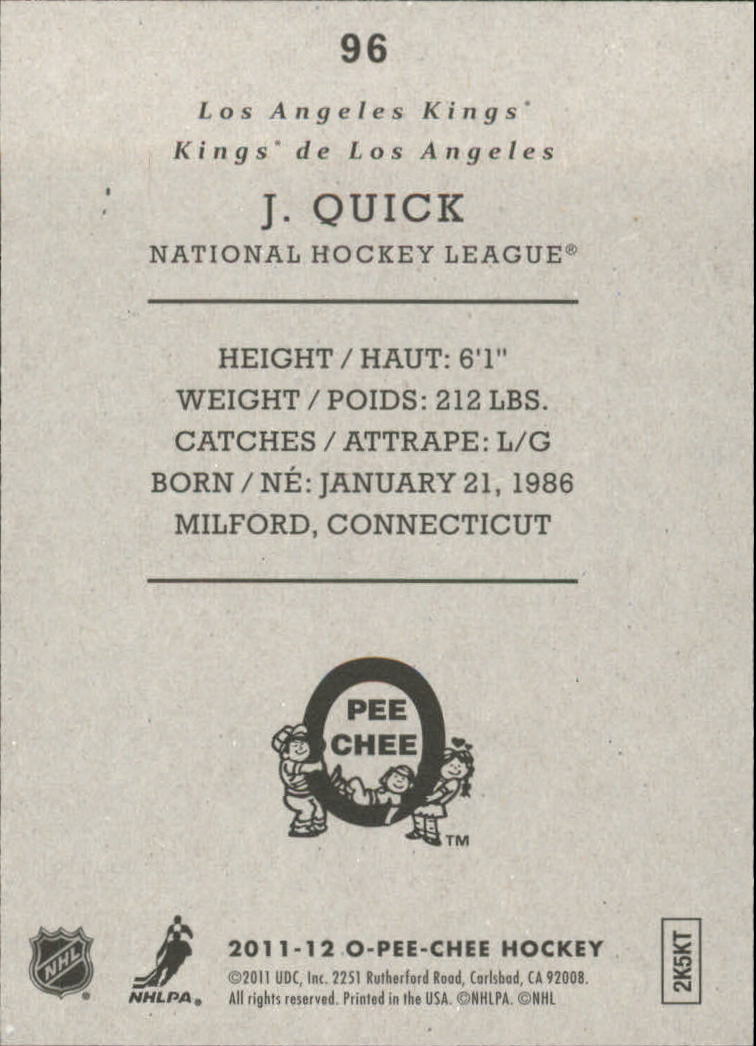 96
Los Angeles Kings*
Kings* de Los Angeles
J. QUICK
NATIONAL HOCKEY LEAGUE®
HEIGHT / HAUT: 6'1"
WEIGHT / POIDS: 212 LBS.
CATCHES / ATTRAPE: L/G
BORN / NÉ: JANUARY 21, 1986
MILFORD, CONNECTICUT
O
PEE
CHEE
TM
NHL
®
NHLPA®
2011-12 O-PEE-CHEE HOCKEY
©2011 UDC, Inc. 2251 Rutherford Road, Carlsbad, CA 92008.
All rights reserved. Printed in the USA. ©NHLPA. ©NHL
2K5KT